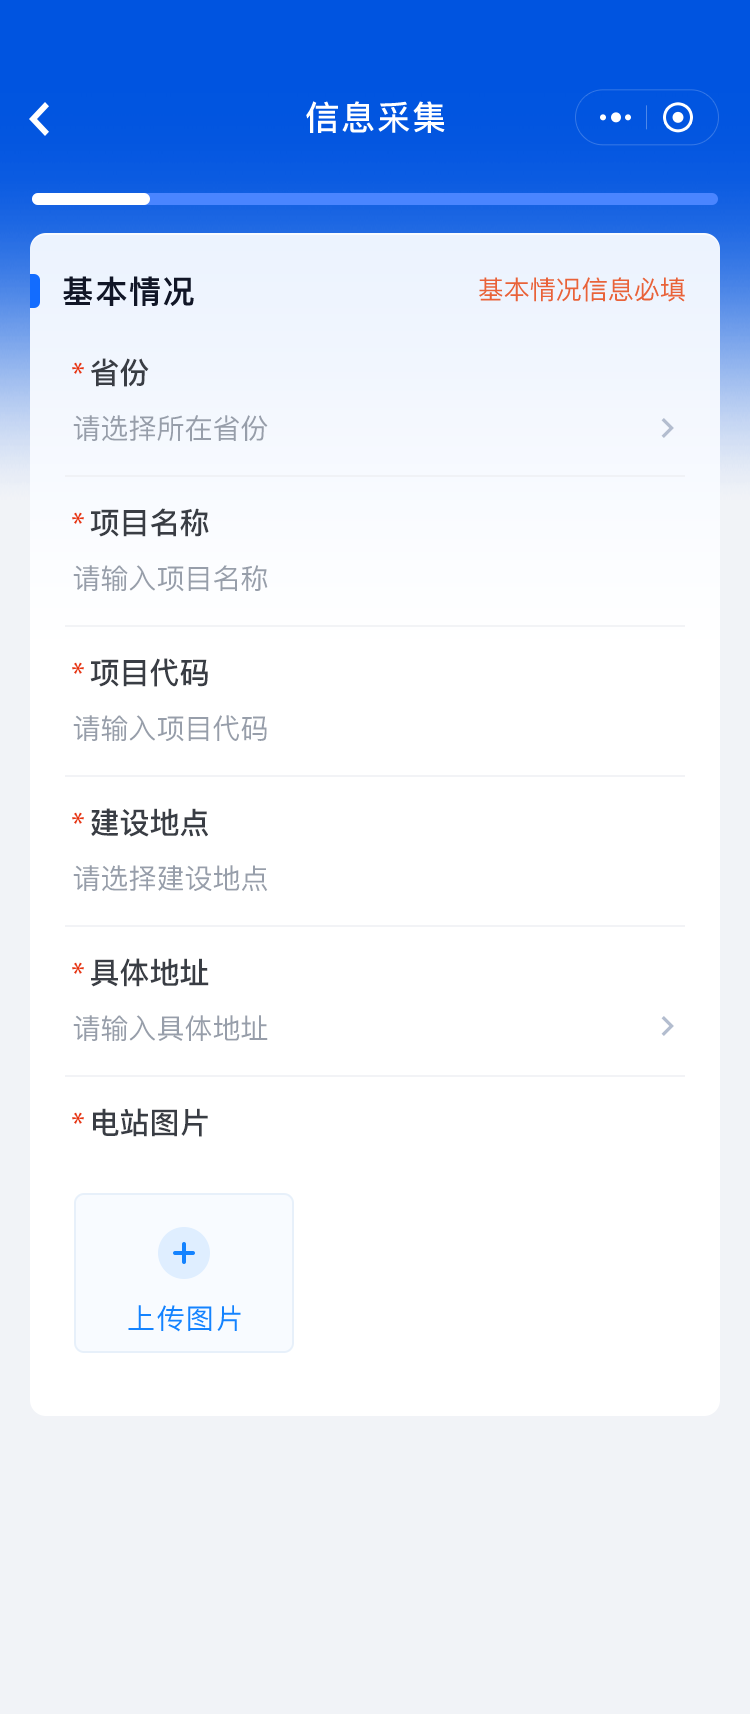 信息采集
基本情况 基本情况信息必填
* 省份
请选择所在省份
* 项目名称
请输入项目名称
* 项目代码
请输入项目代码
* 建设地点
请选择建设地点
* 具体地址
请输入具体地址
* 电站图片
上传图片